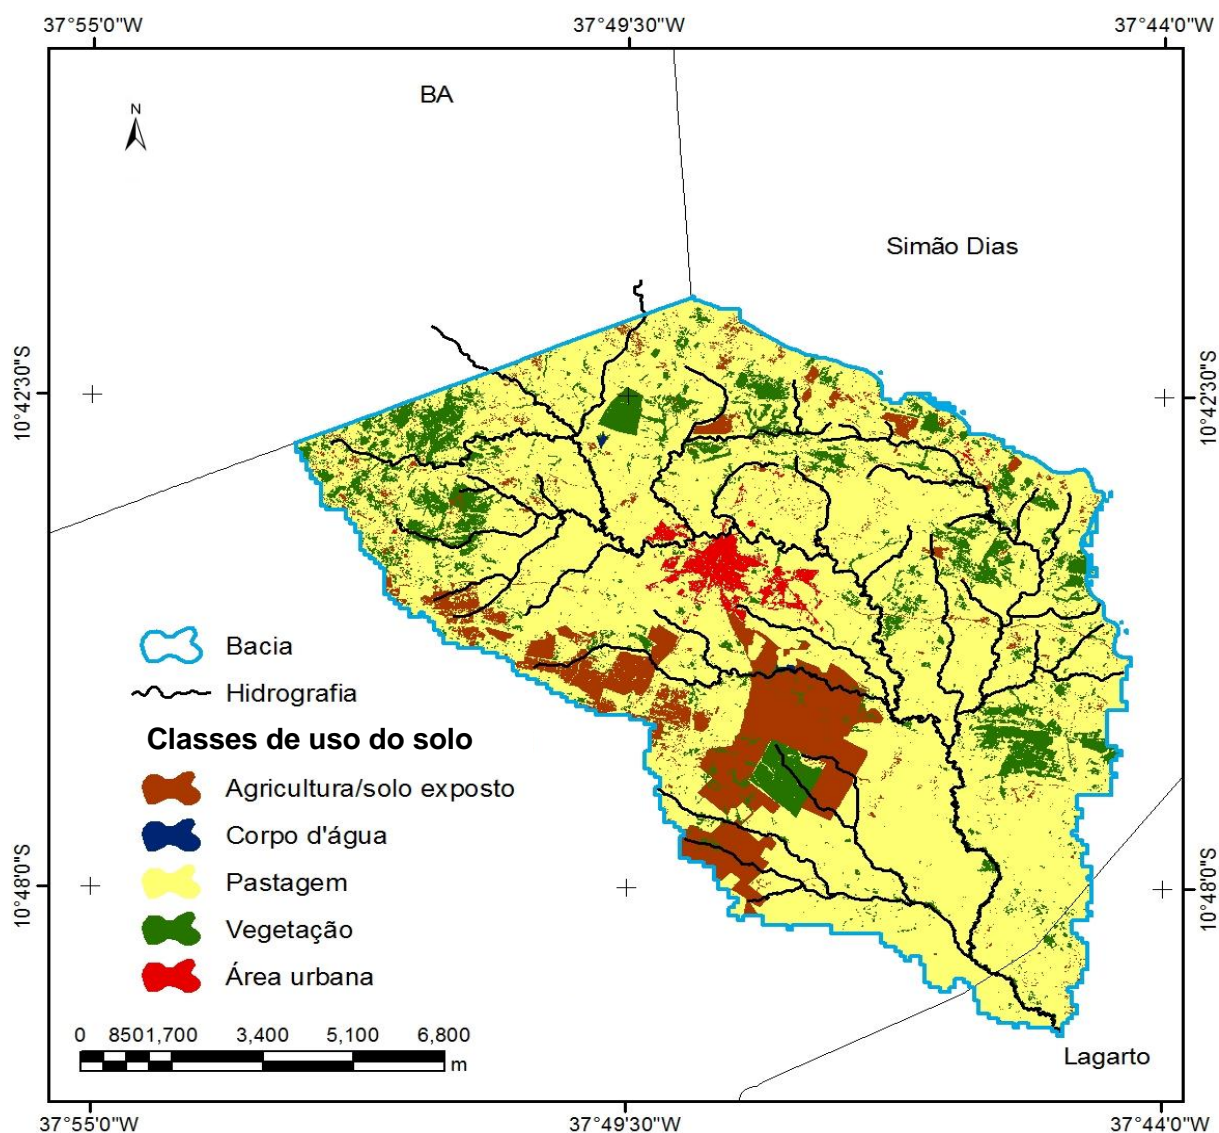 37°55'0"W 37°49'30"W 37°44'0"W
BA
N
Simão Dias
10°42'30"S 10°42'30"S
Bacia
Hidrografia
Classes de uso do solo
Agricultura/solo exposto
Corpo d'água
Pastagem
Vegetação
Área urbana
10°48'0"S 10°48'0"S
0 850 1,700 3,400 5,100 6,800
m
Lagarto
37°55'0"W 37°49'30"W 37°44'0"W